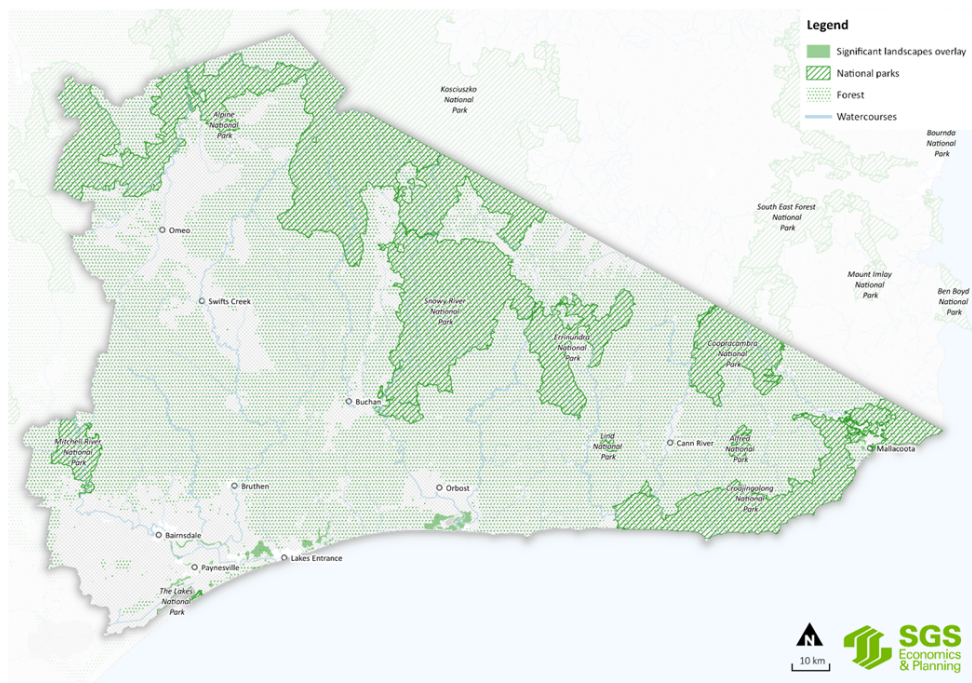 Legend
Significant landscapes overlay
National parks
Forest
Watercourses
Kosciuszko
National
Park
Bournda
National
Park
Alpine
National
Park
South East Forest
National
Park
Omeo
Mount Imlay
National
Park
Ben Boyd
National
Park
Swifts Creek
Snowy River
National
Park
Errinundra
National
Park
Coopracambra
National
Park
Buchan
Mitchell River
National
Park
Lind
National
Park
Cann River
Alfred
National
Park
Mallacoota
Bruthen
Orbost
Croajingolong
National
Park
Bairnsdale
Lakes Entrance
Paynesville
The Lakes
National
Park
N
10 km
SGS
Economics
& Planning